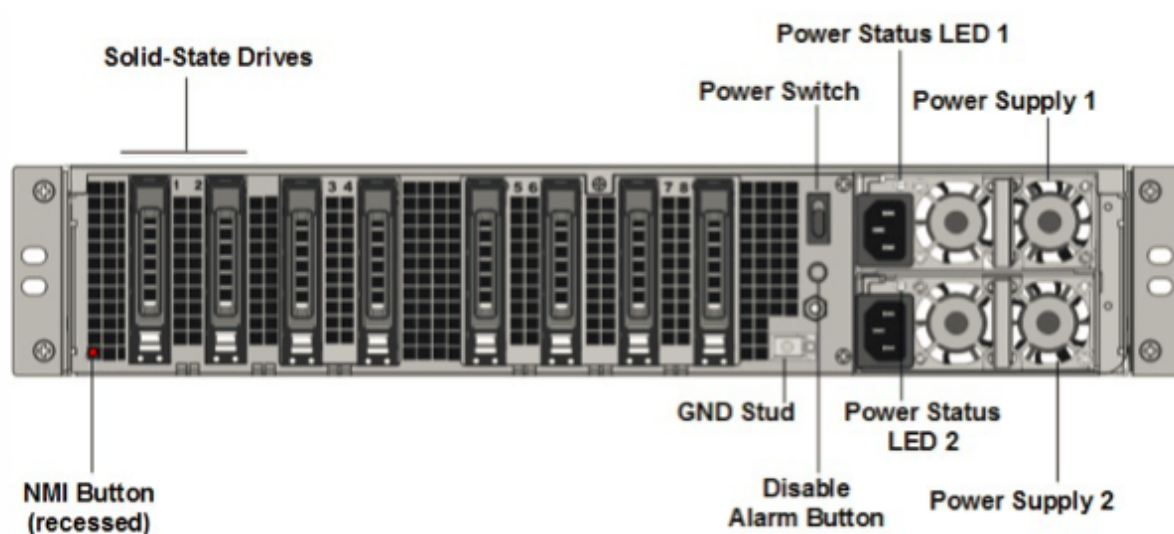 Power Status LED 1
Solid-State Drives
Power Switch
Power Supply 1
1 2
3 4
5 6
7 8
GND Stud
Power Status
LED 2
NMI Button
(recessed)
Disable
Alarm Button
Power Supply 2